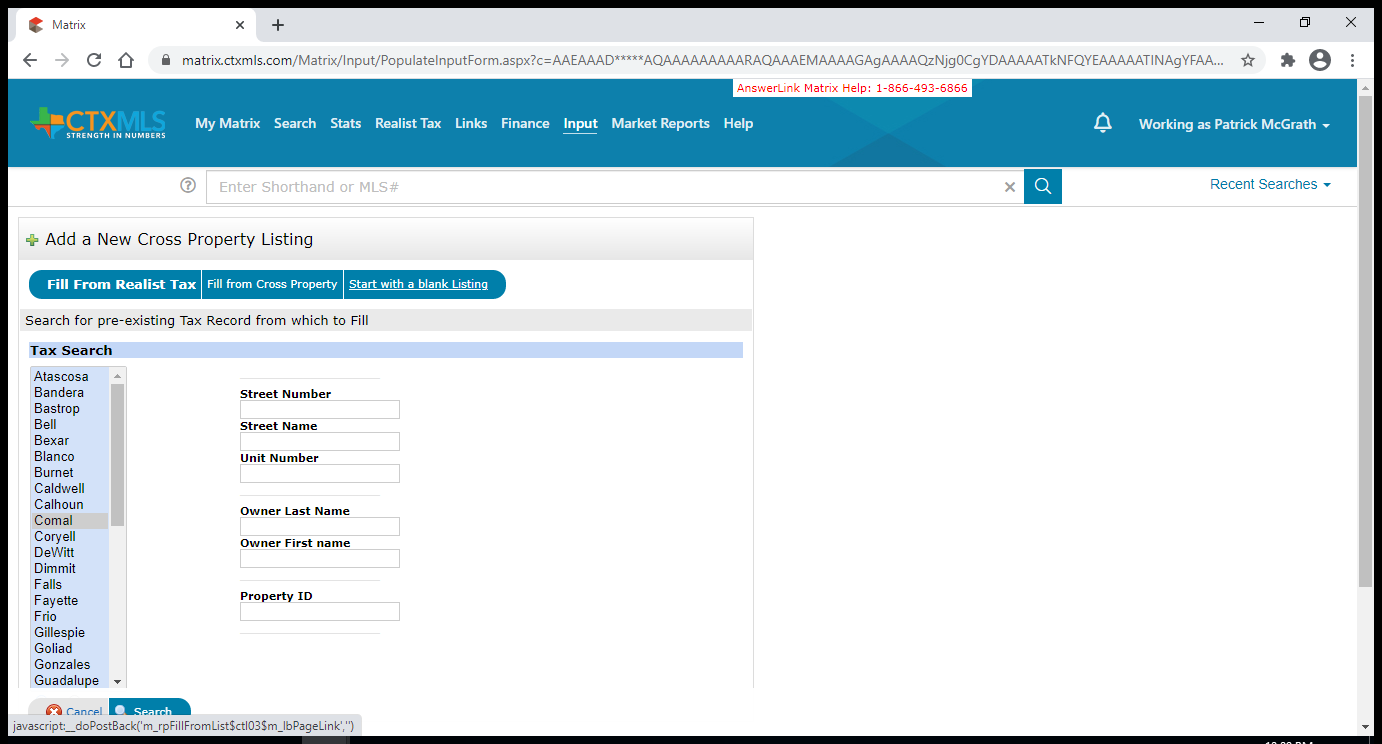 Matrix
matrix.ctxmls.com/Matrix/Input/PopulateInputForm.aspx?c=AAEAAAD*****AQAAAAAAAAARAQAAAEMAAAAGAgAAAAQzNjg0CgYDAAAAATkNFQYEAAAAATINAgYFAA...
AnswerLink Matrix Help: 1-866-493-6866
CTXMLS
STRENGTH IN NUMBERS
My Matrix Search Stats Realist Tax Links Finance Input Market Reports Help
Working as Patrick McGrath
Enter Shorthand or MLS#
Recent Searches
Add a New Cross Property Listing
Fill From Realist Tax Fill from Cross Property Start with a blank Listing
Search for pre-existing Tax Record from which to Fill
Tax Search
Atascosa
Bandera
Bastrop
Bell
Bexar
Blanco
Burnet
Caldwell
Calhoun
Comal
Coryell
DeWitt
Dimmit
Falls
Fayette
Frio
Gillespie
Goliad
Gonzales
Guadalupe
Street Number
Street Name
Unit Number
Owner Last Name
Owner First name
Property ID
Cancel Search
javascript:__doPostBack('m_rpFillFromList$ctl03$m_lbPageLink','')